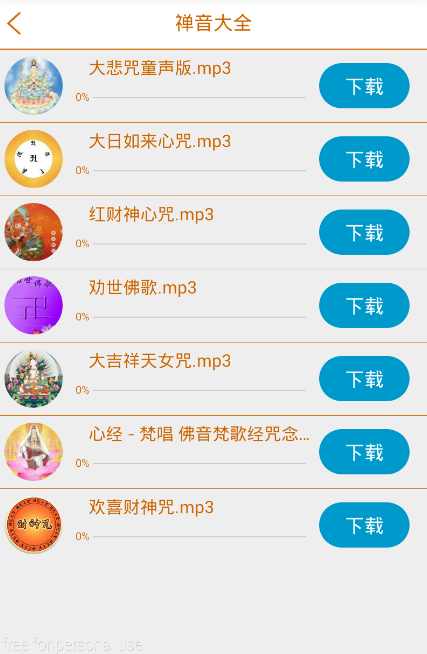 禅音大全
大悲咒童声版.mp3
0%
下载
大日如来心咒.mp3
0%
下载
红财神心咒.mp3
0%
下载
劝世佛歌.mp3
0%
下载
大吉祥天女咒.mp3
0%
下载
心经 - 梵唱 佛音梵歌经咒念...
0%
下载
欢喜财神咒.mp3
0%
下载
free for personal use